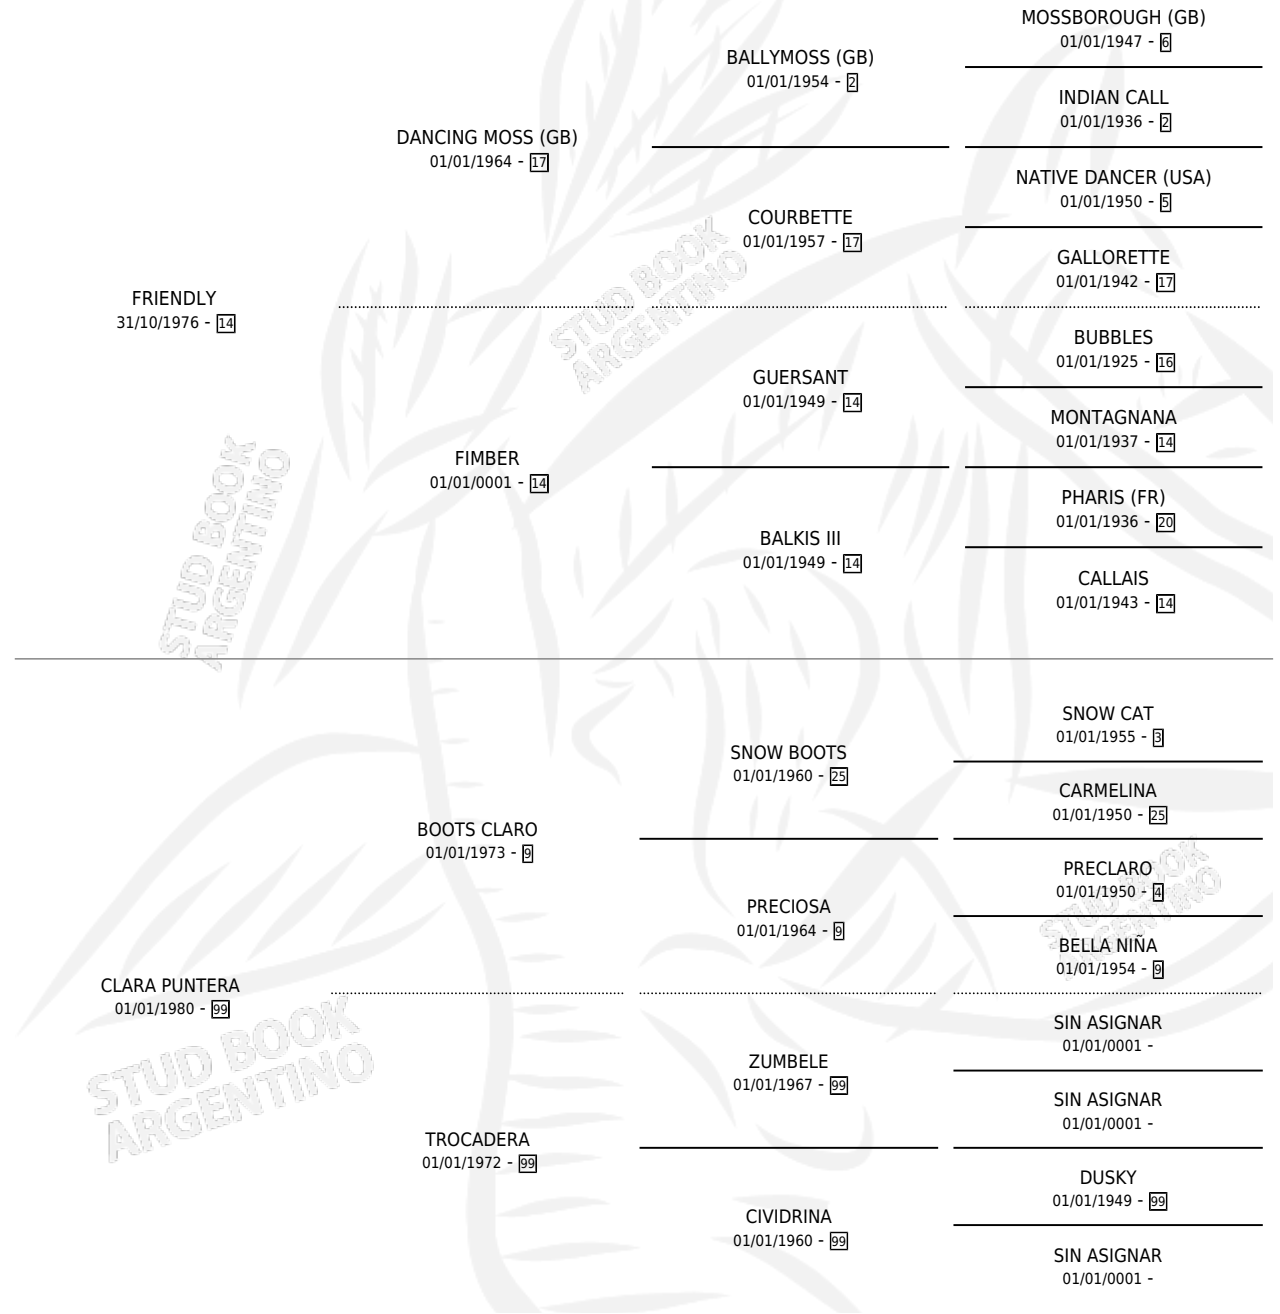 MOSSBOROUGH (GB)
01/01/1947 - 6
BALLYMOSS (GB)
01/01/1954 - 2
INDIAN CALL
01/01/1936 - 2
DANCING MOSS (GB)
01/01/1964 - 17
NATIVE DANCER (USA)
01/01/1950 - 5
COURBETTE
01/01/1957 - 17
GALLORETTE
01/01/1942 - 17
FRIENDLY
31/10/1976 - 14
STUD BOOK
ARGENTINO
BUBBLES
01/01/1925 - 16
GUERSANT
01/01/1949 - 14
MONTAGNANA
01/01/1937 - 14
FIMBER
01/01/0001 - 14
PHARIS (FR)
01/01/1936 - 20
BALKIS III
01/01/1949 - 14
CALLAIS
01/01/1943 - 14
STUD BOOK
ARGENTINO
SNOW CAT
01/01/1955 - 3
SNOW BOOTS
01/01/1960 - 25
CARMELINA
01/01/1950 - 25
BOOTS CLARO
01/01/1973 - 9
PRECLARO
01/01/1950 - 4
PRECIOSA
01/01/1964 - 9
STUD BOOK
ARGENTINO
BELLA NIÑA
01/01/1954 - 9
CLARA PUNTERA
01/01/1980 - 99
SIN ASIGNAR
01/01/0001 -
STUD BOOK
ARGENTINO
ZUMBELE
01/01/1967 - 99
SIN ASIGNAR
01/01/0001 -
TROCADERA
01/01/1972 - 99
DUSKY
01/01/1949 - 99
CIVIDRINA
01/01/1960 - 99
SIN ASIGNAR
01/01/0001 -